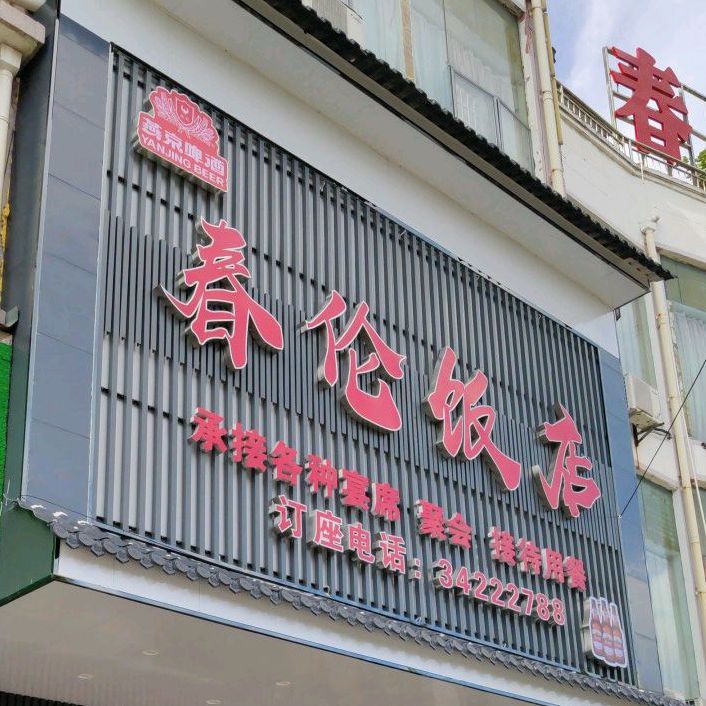 燕京啤酒
YANJING BEER
春
春伦饭店
承接各种宴席 聚会 接待用餐
订座电话：34222788